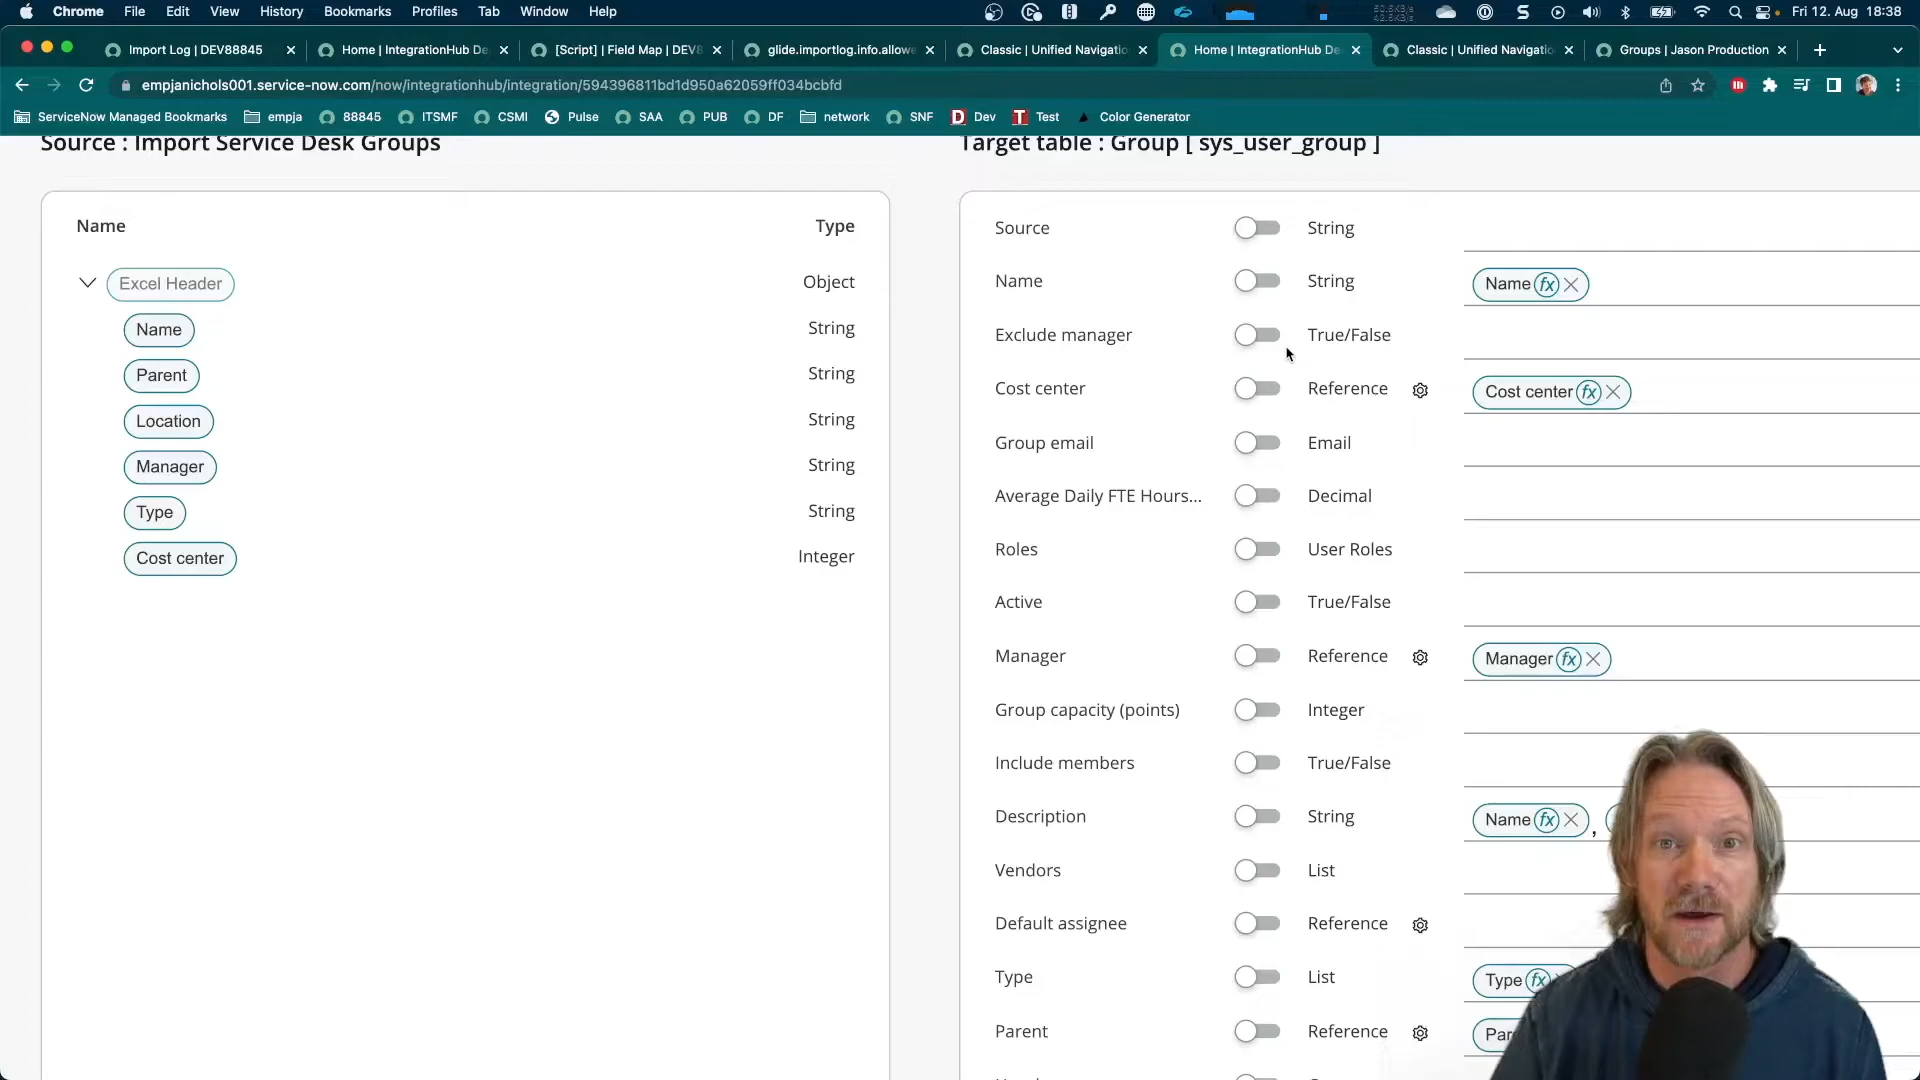 Chrome File Edit View History Bookmarks Profiles Tab Window Help Fri 12. Aug 18:38
Import Log | DEV88845 Home | IntegrationHub De [Script] | Field Map | DEV8 glide.importlog.info.allowe Classic | Unified Navigatio Home | IntegrationHub De Classic | Unified Navigatio Groups | Jason Production
empjanichols001.service-now.com/now/integrationhub/integration/594396811bd1d950a62059ff034bcbfd
ServiceNow Managed Bookmarks empja 88845 ITSMF CSMI Pulse SAA PUB DF network SNF D Dev T Test Color Generator
Source : Import Service Desk Groups
Target table : Group [ sys_user_group ]
Name Type
Excel Header Object
Name String
Parent String
Location String
Manager String
Type String
Cost center Integer
Source String
Name String Name fx
Exclude manager True/False
Cost center Reference Cost center fx
Group email Email
Average Daily FTE Hours... Decimal
Roles User Roles
Active True/False
Manager Reference Manager fx
Group capacity (points) Integer
Include members True/False
Description String Name fx ,
Vendors List
Default assignee Reference
Type List Type fx
Parent Reference Par